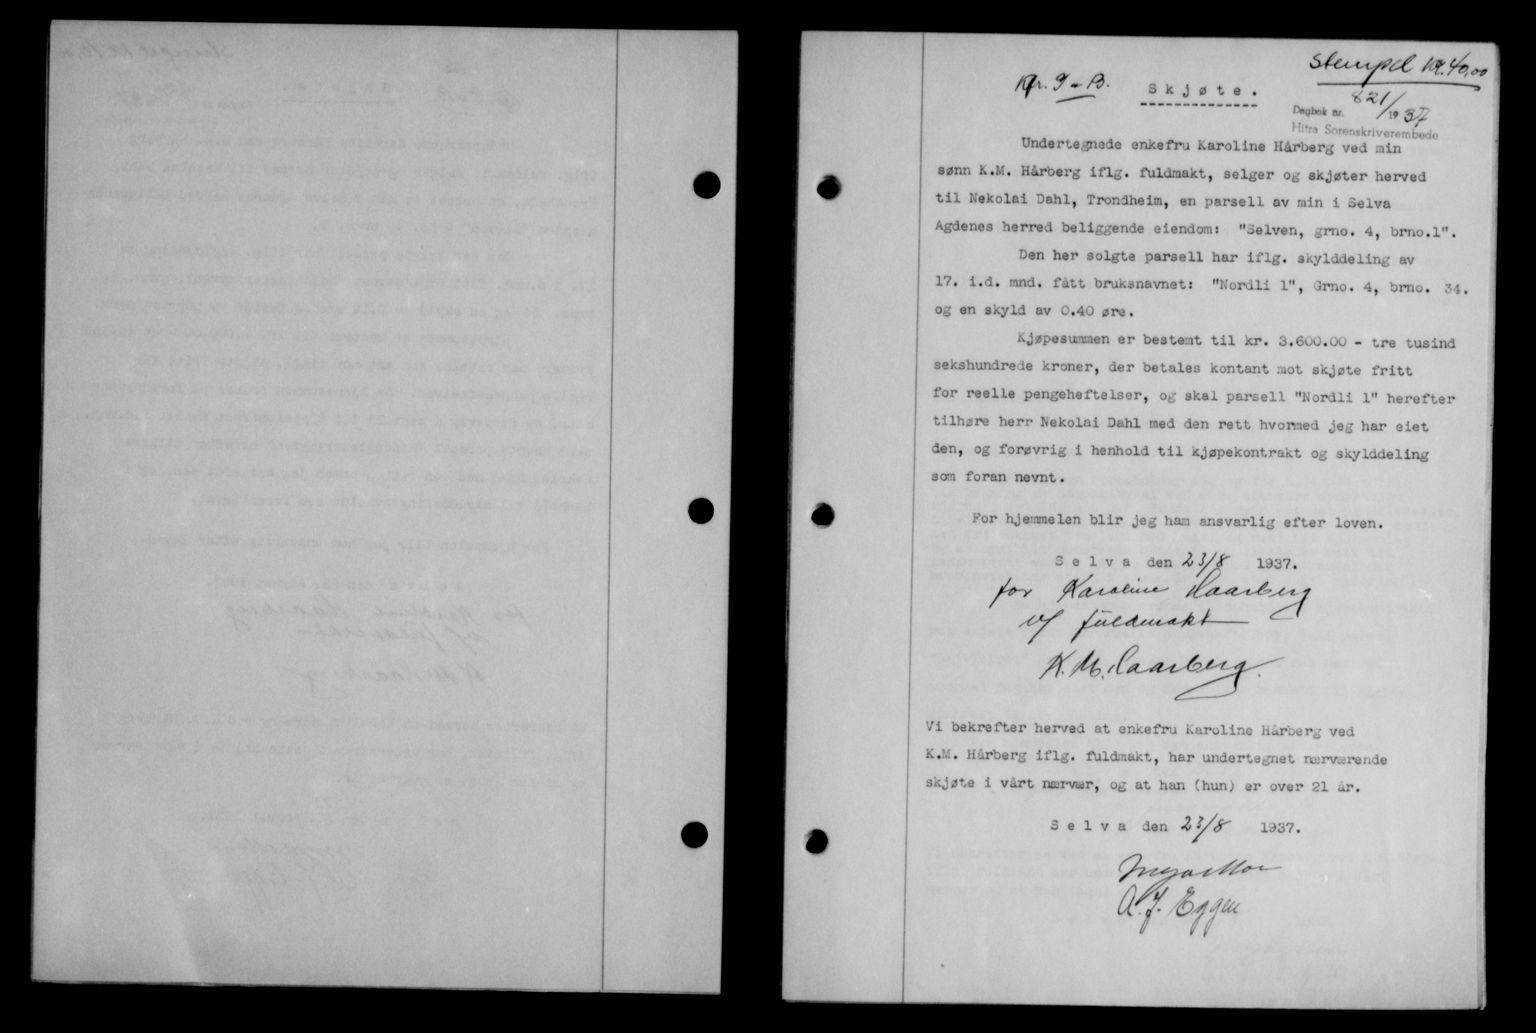 Stempel kr. 40,00
Nr. 9 - B.
Skjøte.
Dagbok nr. 821/1937
Hitra Sorenskriverembede
Undertegnede enkefru Karoline Hårberg ved min
sønn K.M. Hårberg iflg. fuldmakt, selger og skjøter herved
til Nekolai Dahl, Trondheim, en parsell av min i Selva
Agdenes herred beliggende eiendom: "Selven, grno. 4, brno.1".
Den her solgte parsell har iflg. skylddeling av
17. i.d. mnd. fått bruksnavnet: "Nordli 1", Grno. 4, brno. 34.
og en skyld av 0.40 øre.
Kjøpesummen er bestemt til kr. 3.600.00 - tre tusind
sekshundrede kroner, der betales kontant mot skjøte fritt
for reelle pengeheftelser, og skal parsell "Nordli 1" herefter
tilhøre herr Nekolai Dahl med den rett hvormed jeg har eiet
den, og forøvrig i henhold til kjøpekontrakt og skylddeling
som foran nevnt.
For hjemmelen blir jeg ham ansvarlig efter loven.
Selva den 23/8 1937.
for Karoline Haarberg
i/f fuldmakt
K. M. Haarberg.
Vi bekrefter herved at enkefru Karoline Hårberg ved
K.M. Hårberg iflg. fuldmakt, har undertegnet nærværende
skjøte i vårt nærvær, og at han (hun) er over 21 år.
Selva den 23/8 1937.
A. J. Eggen